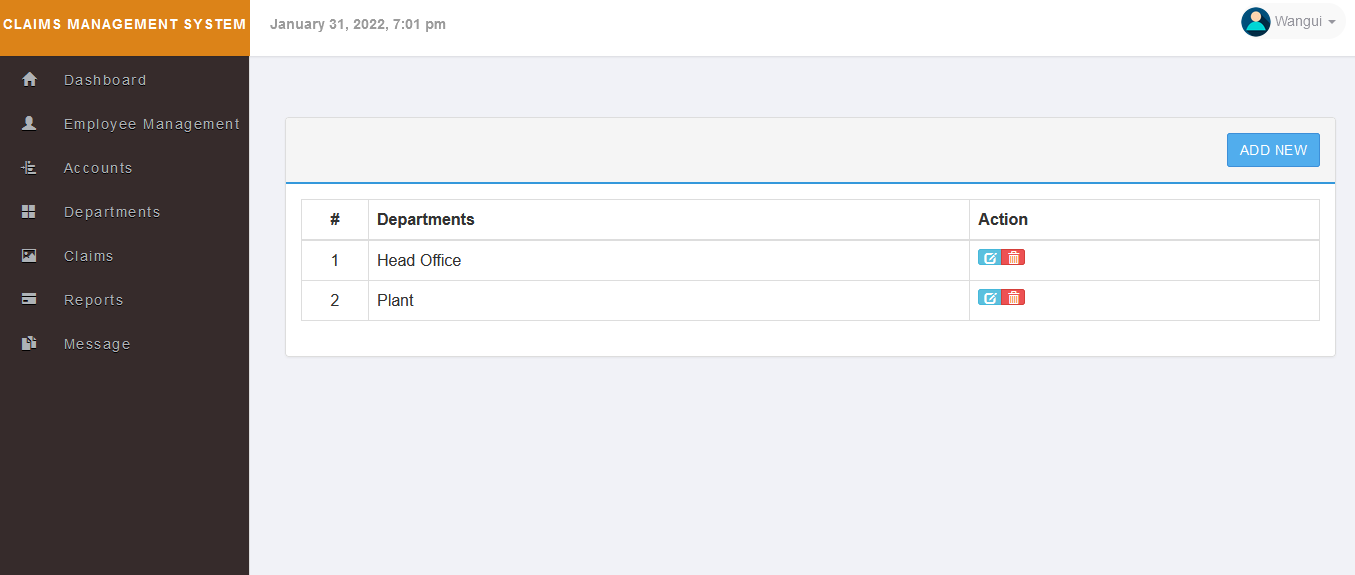 CLAIMS MANAGEMENT SYSTEM
January 31, 2022, 7:01 pm
Wangui
Dashboard
Employee Management
Accounts
Departments
Claims
Reports
Message
ADD NEW
# Departments Action
1 Head Office
2 Plant